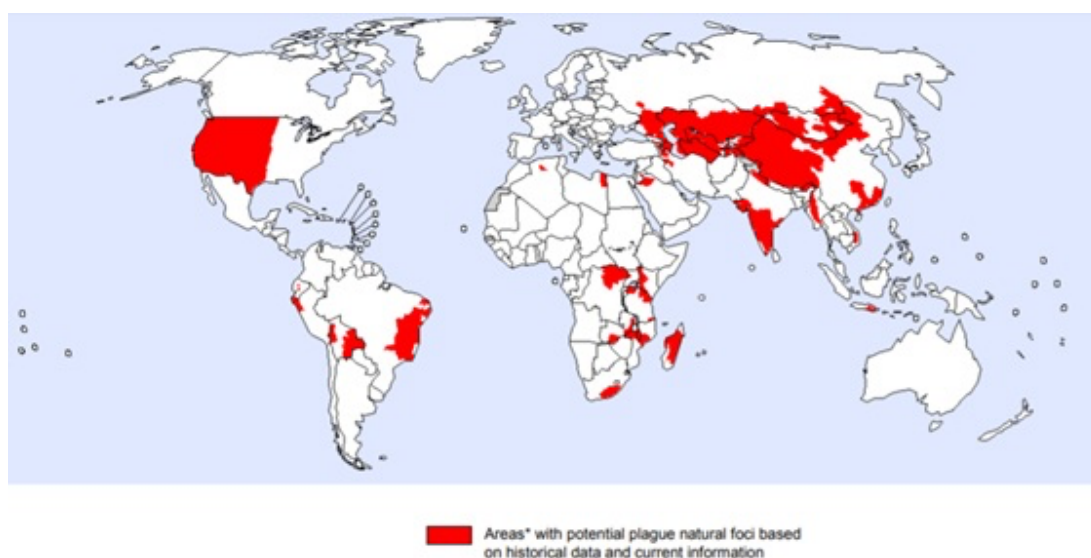 Areas* with potential plague natural foci based
on historical data and current information